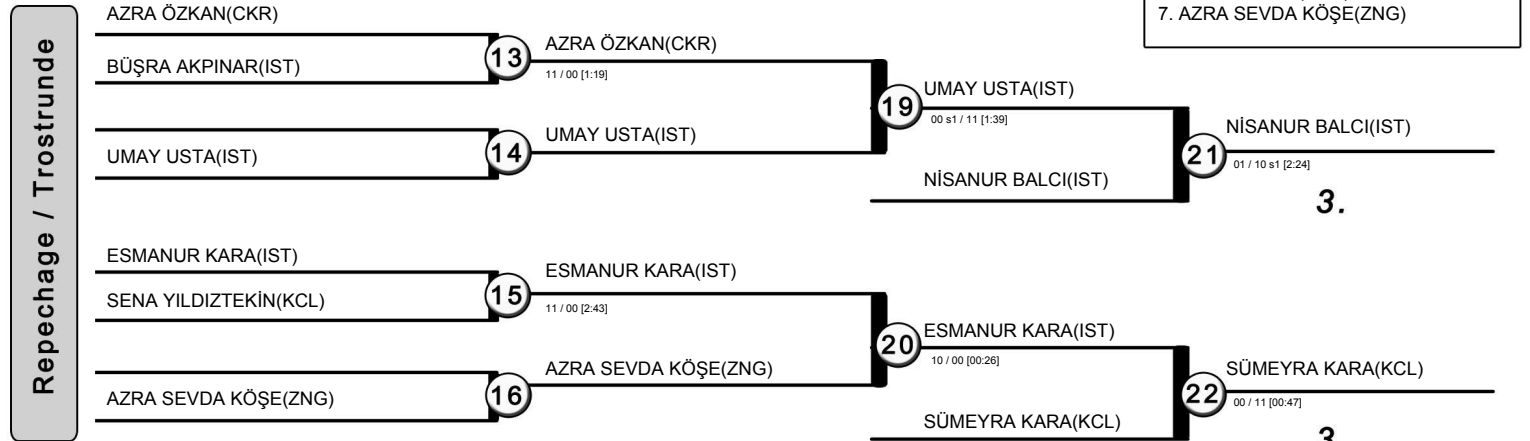 Repechage / Trostrunde
7. AZRA SEVDA KÖŞE(ZNG)
AZRA ÖZKAN(CKR)
BÜŞRA AKPINAR(IST)
13
AZRA ÖZKAN(CKR)
11 / 00 [1:19]
UMAY USTA(IST)
14
UMAY USTA(IST)
19
UMAY USTA(IST)
00 s1 / 11 [1:39]
NİSANUR BALCI(IST)
21
NİSANUR BALCI(IST)
01 / 10 s1 [2:24]
3.
ESMANUR KARA(IST)
SENA YILDIZTEKİN(KCL)
15
ESMANUR KARA(IST)
11 / 00 [2:43]
AZRA SEVDA KÖŞE(ZNG)
16
AZRA SEVDA KÖŞE(ZNG)
20
ESMANUR KARA(IST)
10 / 00 [00:26]
SÜMEYRA KARA(KCL)
22
SÜMEYRA KARA(KCL)
00 / 11 [00:47]
3